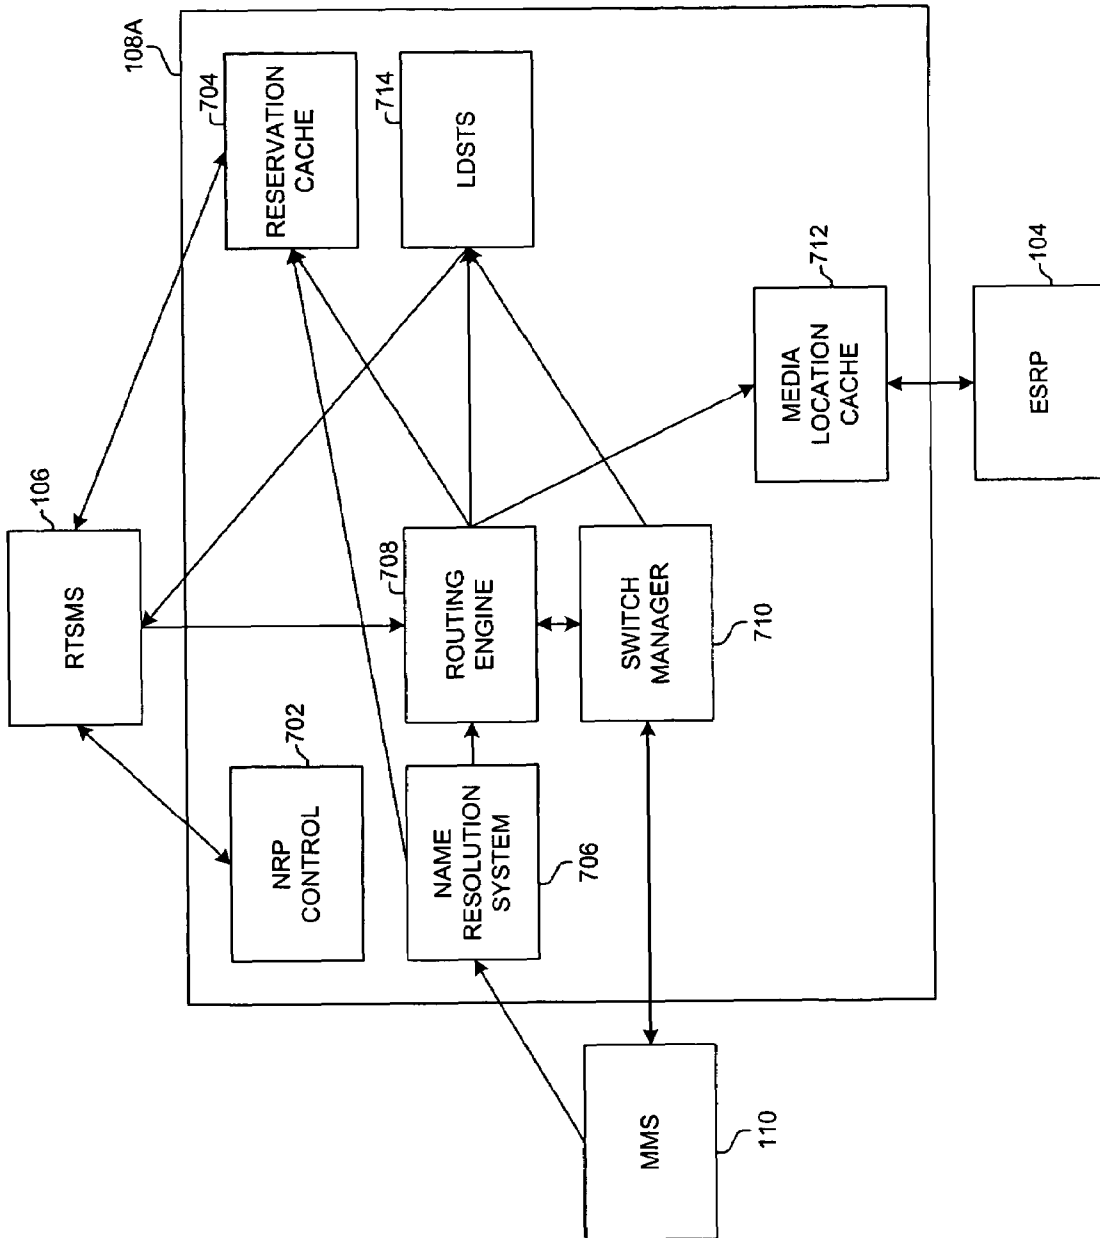 108A
704
RESERVATION
CACHE
714
LDSTS
712
MEDIA
LOCATION
CACHE
104
ESRP
106
RTSMS
708
ROUTING
ENGINE
SWITCH
MANAGER
710
702
NRP
CONTROL
NAME
RESOLUTION
SYSTEM
706
MMS
110